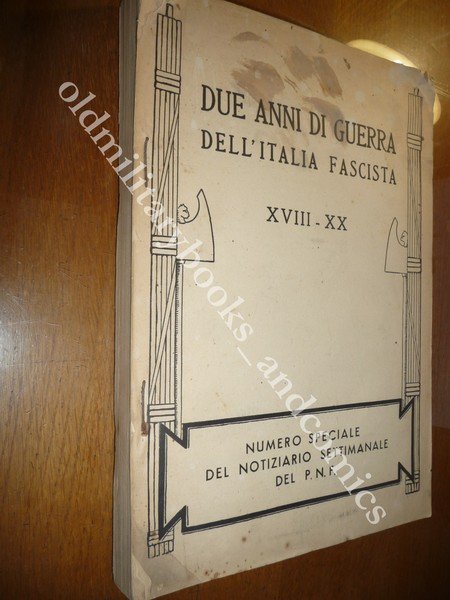 DUE ANNI DI GUERRA
DELL'ITALIA FASCISTA
XVIII - XX
NUMERO SPECIALE
DEL NOTIZIARIO SETTIMANALE
DEL P.N.F.
oldmilitarybooks_andcomics